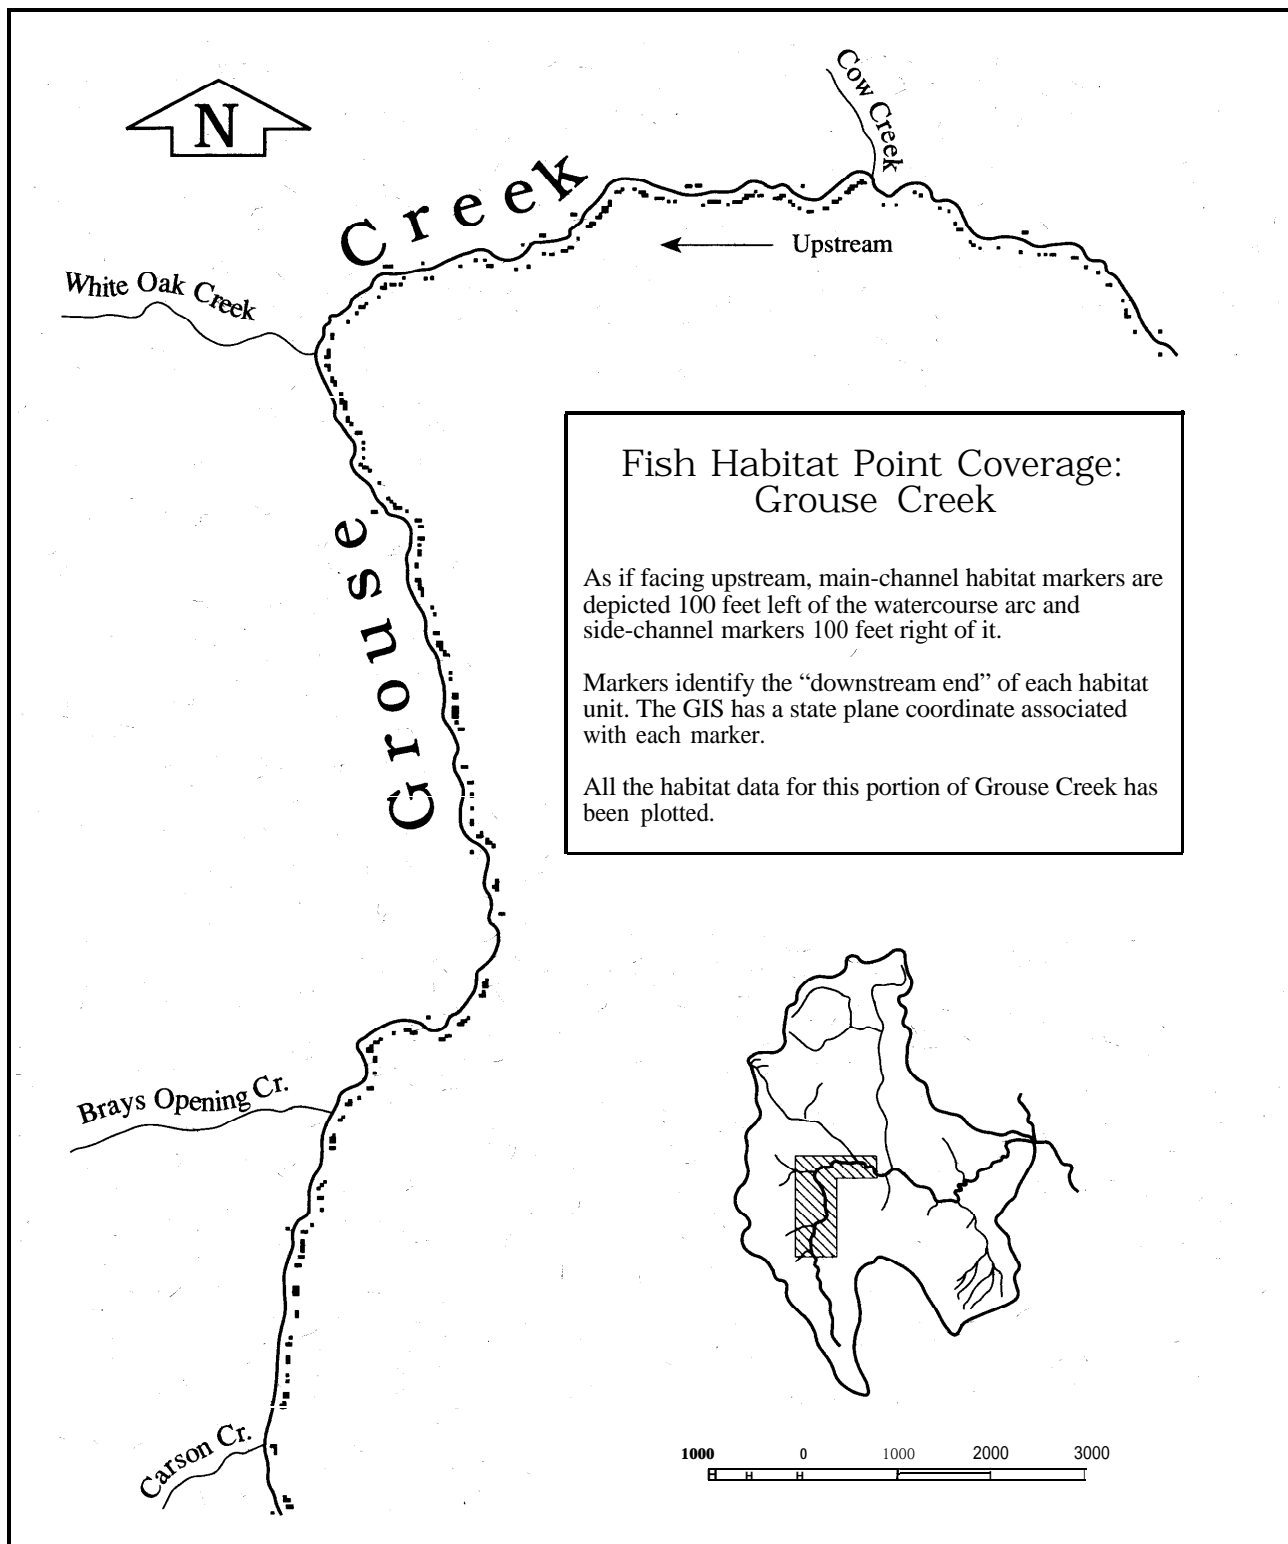 N
Cow Creek
Creek
Upstream
White Oak Creek
Fish Habitat Point Coverage:
Grouse Creek
As if facing upstream, main-channel habitat markers are
depicted 100 feet left of the watercourse arc and
side-channel markers 100 feet right of it.
Grouse
Markers identify the “downstream end” of each habitat
unit. The GIS has a state plane coordinate associated
with each marker.
All the habitat data for this portion of Grouse Creek has
been plotted.
Brays Opening Cr.
Carson Cr.
1000 0 1000 2000 3000